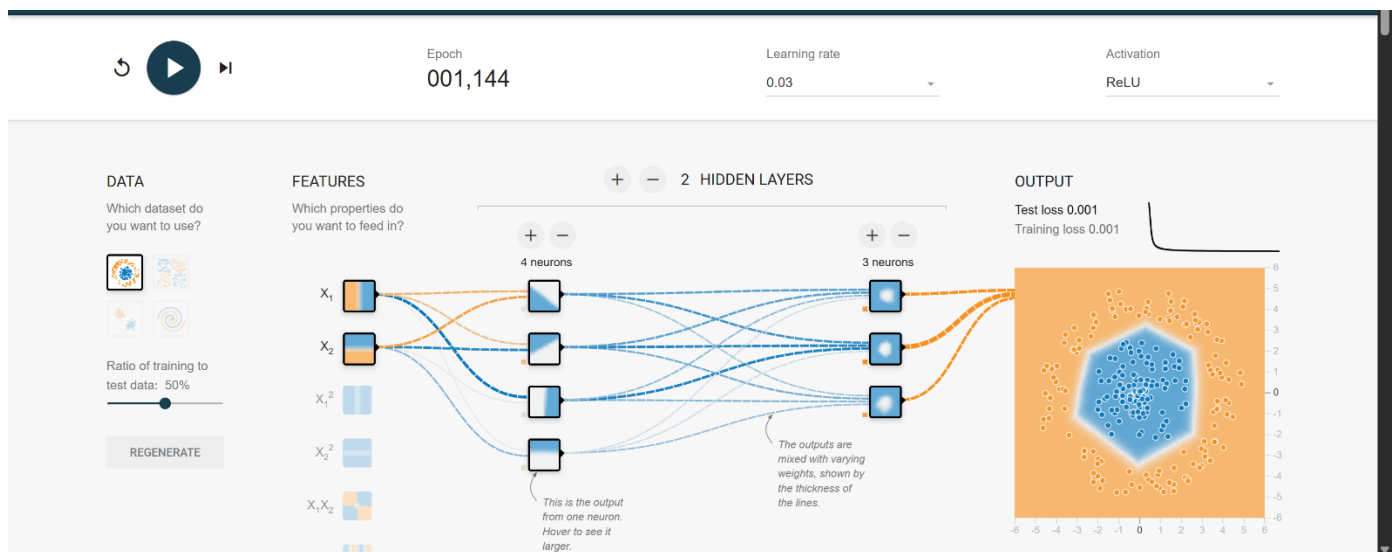 Epoch
001,144
Learning rate
0.03
Activation
ReLU
DATA
Which dataset do
you want to use?
Ratio of training to
test data: 50%
REGENERATE
FEATURES
Which properties do
you want to feed in?
X1
X2
X1²
X2²
X1X2
2 HIDDEN LAYERS
4 neurons
3 neurons
This is the output
from one neuron.
Hover to see it
larger.
The outputs are
mixed with varying
weights, shown by
the thickness of
the lines.
OUTPUT
Test loss 0.001
Training loss 0.001
6
5
4
3
2
1
0
-1
-2
-3
-4
-5
-6
-6 -5 -4 -3 -2 -1 0 1 2 3 4 5 6